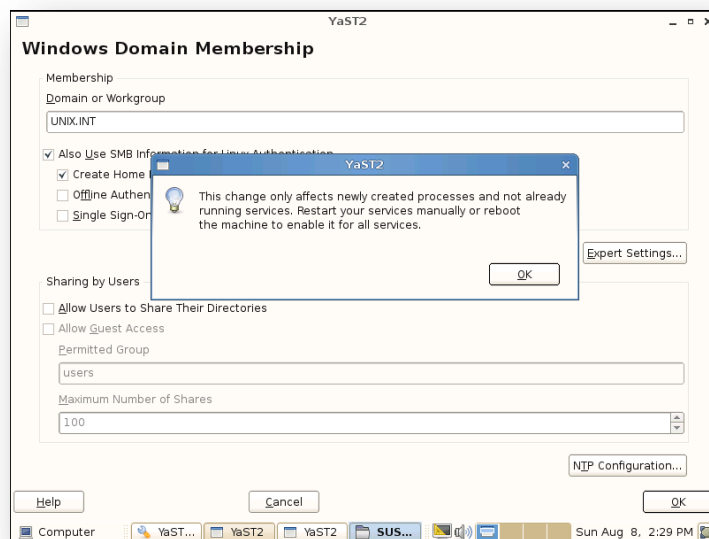 YaST2
Windows Domain Membership
Membership
Domain or Workgroup
UNIX.INT
Also Use SMB Information for Linux Authentication
Create Home
Offline Authen
Single Sign-On
YaST2
This change only affects newly created processes and not already
running services. Restart your services manually or reboot
the machine to enable it for all services.
OK
Expert Settings...
Sharing by Users
Allow Users to Share Their Directories
Allow Guest Access
Permitted Group
users
Maximum Number of Shares
100
NTP Configuration...
Help
Cancel
OK
Computer
YaST...
YaST2
YaST2
SUS...
Sun Aug 8, 2:29 PM